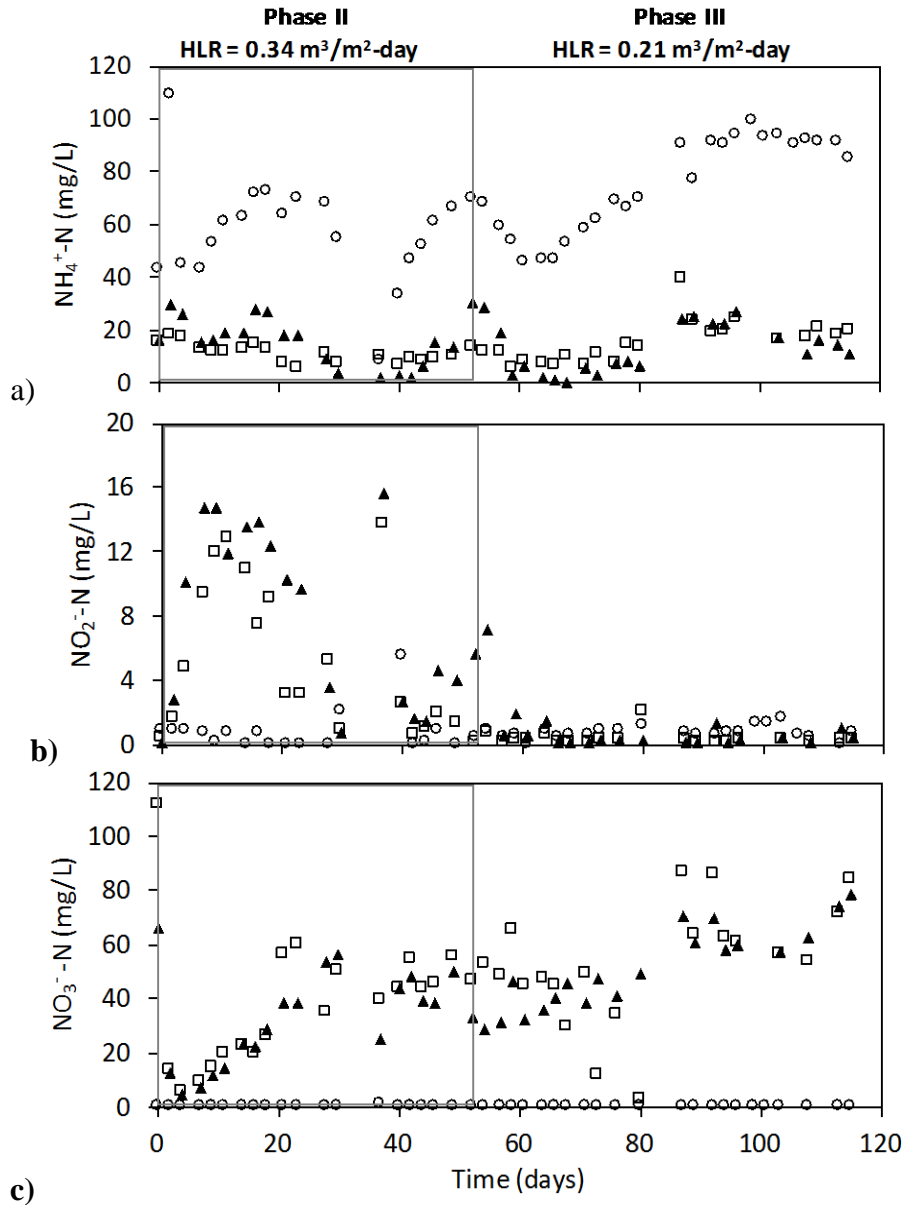 Phase II Phase III
HLR = 0.34 m³/m²-day HLR = 0.21 m³/m²-day
120
100
80
60
40
20
0
NH₄⁺-N (mg/L)
a)
20
16
12
8
4
0
NO₂⁻-N (mg/L)
b)
120
100
80
60
40
20
0
NO₃⁻-N (mg/L)
0 20 40 60 80 100 120
Time (days)
c)